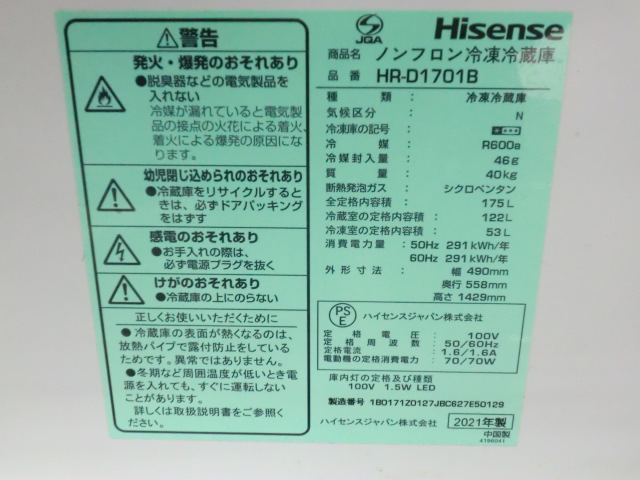 警告
発火・爆発のおそれあり
●脱臭器などの電気製品を
入れない
冷媒が漏れていると電気製
品の接点の火花による着火、
着火による爆発の原因にな
ります。
幼児閉じ込められのおそれあり
●冷蔵庫をリサイクルすると
きは、必ずドアパッキング
をはずす
感電のおそれあり
●お手入れの際は、
必ず電源プラグを抜く
けがのおそれあり
●冷蔵庫の上にのらない
正しくお使いいただくために
●冷蔵庫の表面が熱くなるのは、
放熱パイプで露付防止をしている
ためです。異常ではありません。
●冬期など周囲温度が低いとき電
源を入れても、すぐに運転しない
ことがあります。
詳しくは取扱説明をご参照く
ださい。
JQA
Hisense
商品名 ノンフロン冷凍冷蔵庫
品番 HR-D1701B
種類: 冷凍冷蔵庫
気候区分: N
冷凍庫の記号:
冷媒: R600a
冷媒封入量: 46g
質量: 40kg
断熱発泡ガス: シクロペンタン
全定格内容積: 175L
冷蔵室の定格内容積: 122L
冷凍室の定格内容積: 53L
消費電力量: 50Hz 291kWh/年
60Hz 291kWh/年
外形寸法: 幅 490mm
奥行 558mm
高さ 1429mm
PS
E
ハイセンスジャパン株式会社
定格電圧: 100V
定格周波数: 50/60Hz
定格電流: 1.6/1.6A
電動機の定格消費電力: 70/70W
庫内灯の定格及び種類
100V 1.5W LED
製造番号 1B0171Z0127JBC627E50129
ハイセンスジャパン株式会社 2021年製
中国製
4196041